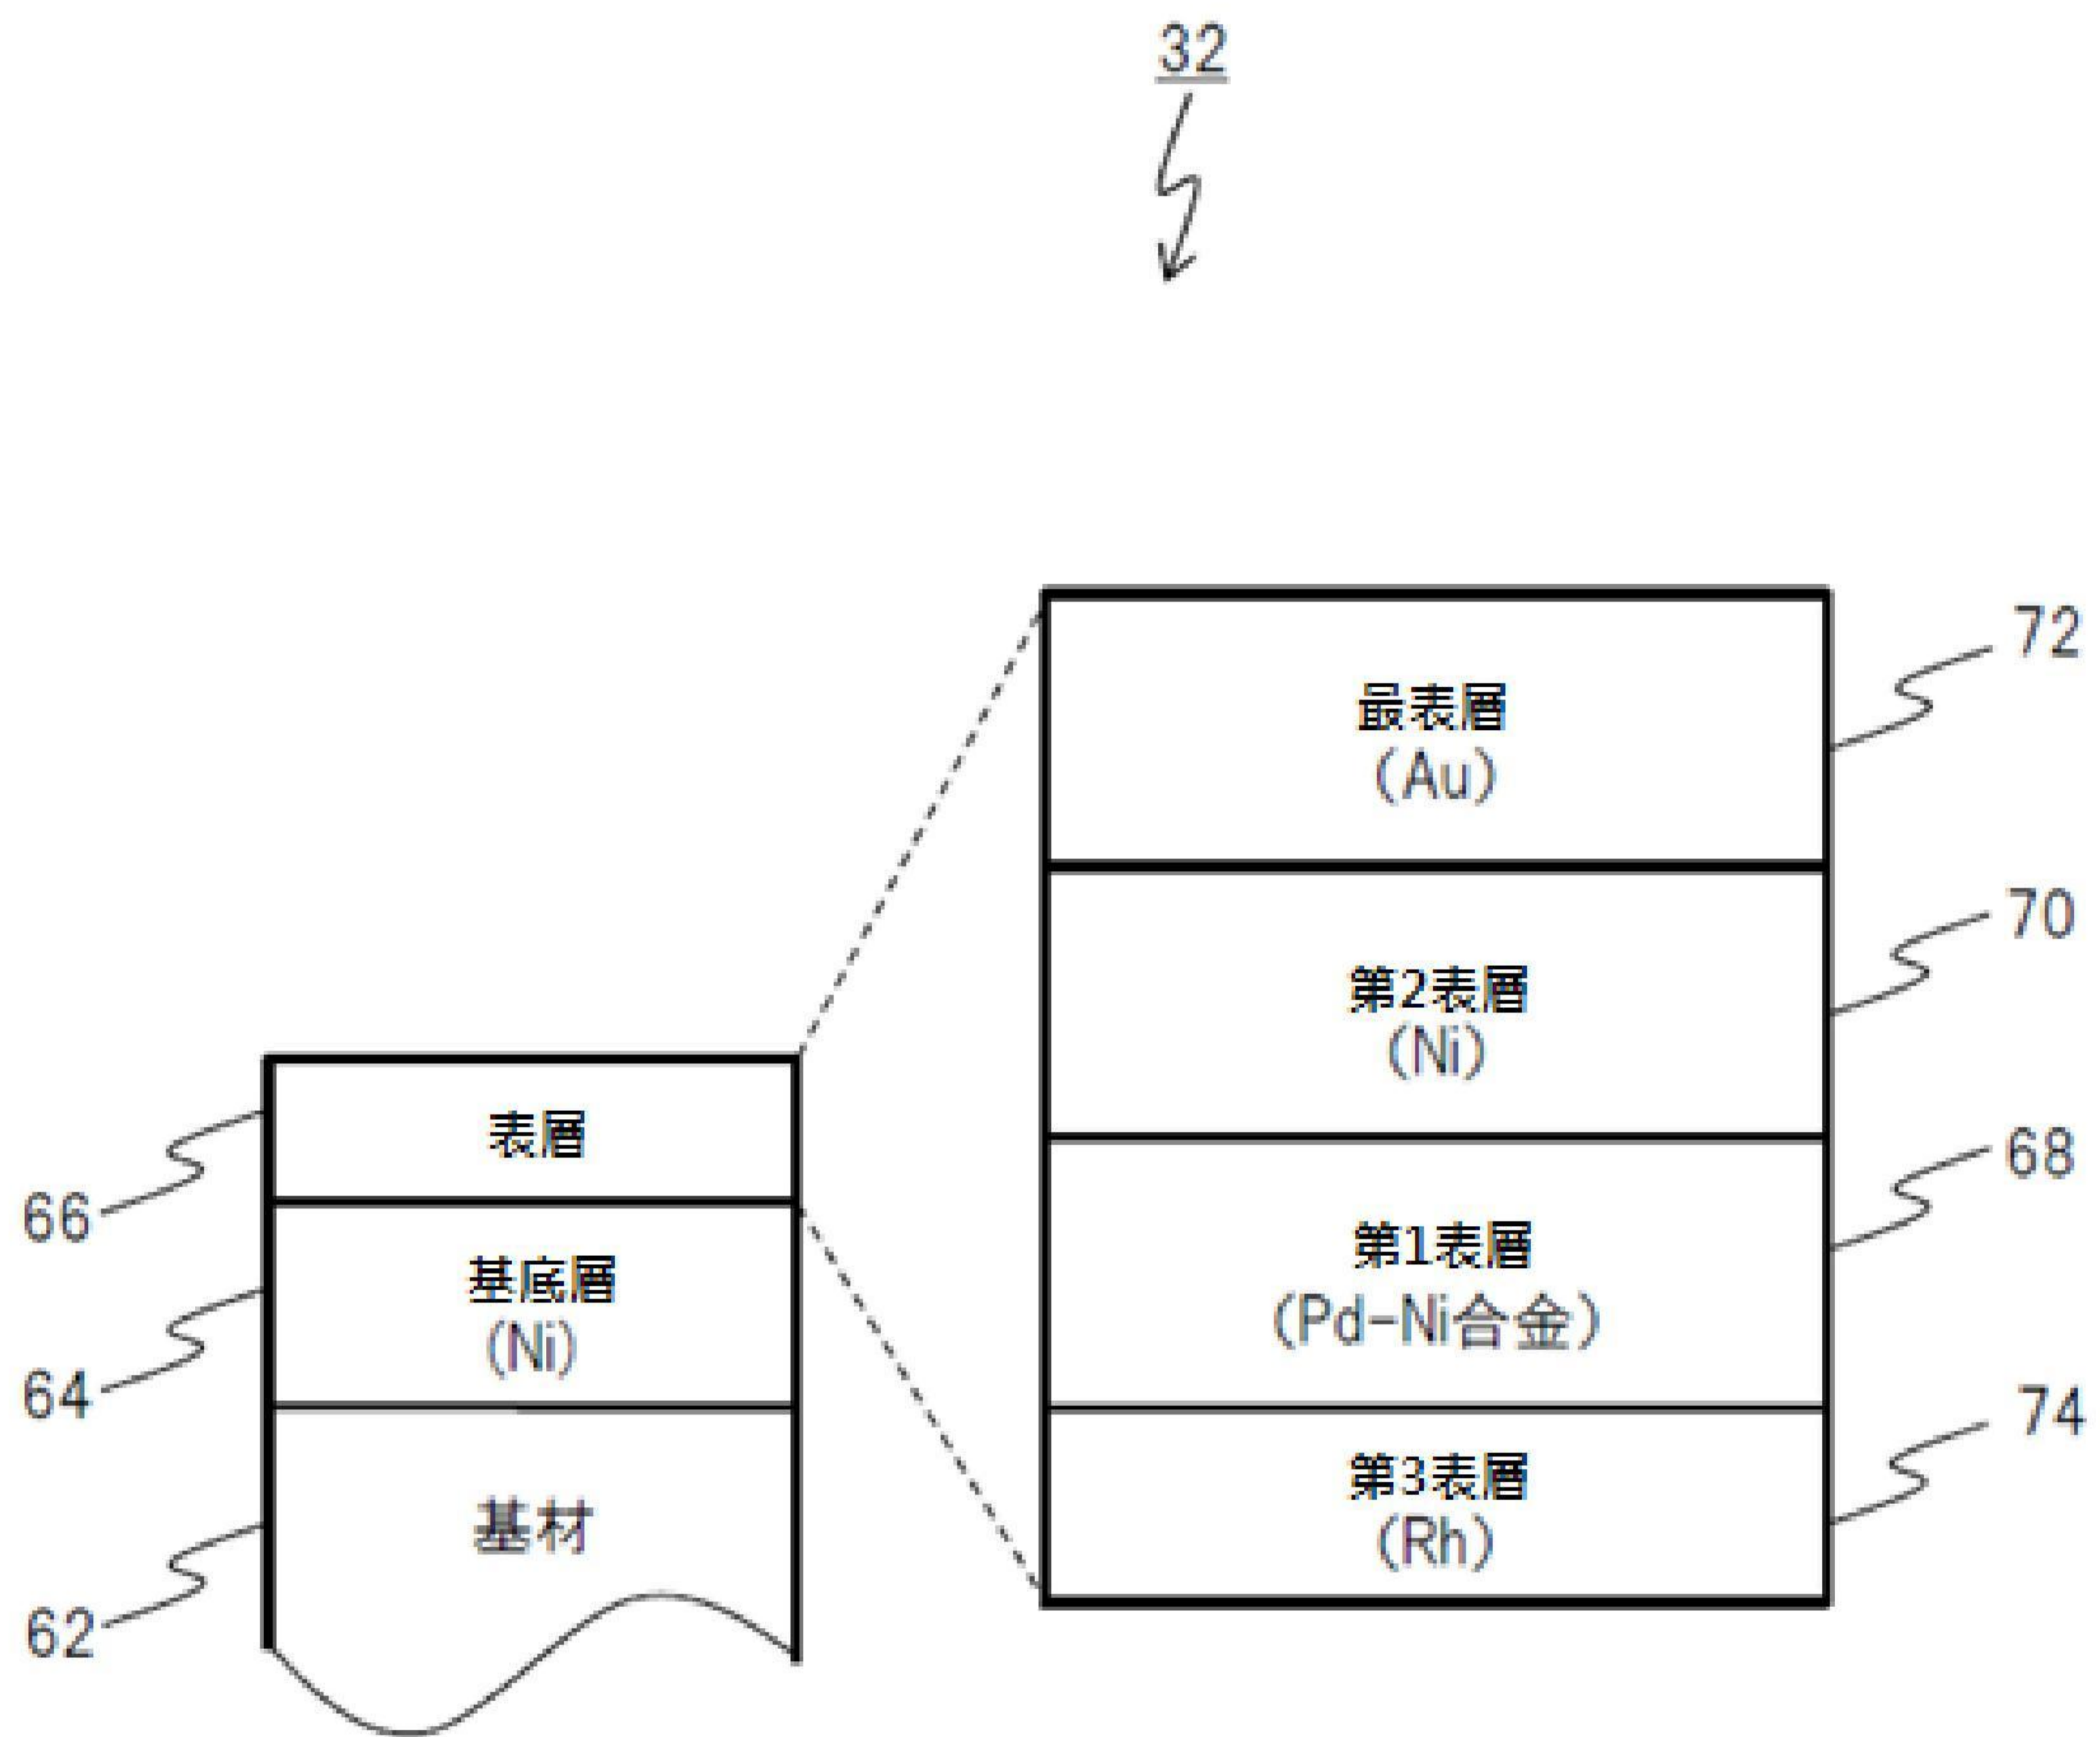 32
72
最表層
(Au)
70
第2表層
(Ni)
68
第1表層
(Pd-Ni合金)
74
第3表層
(Rh)
表層
66
基底層
(Ni)
64
基材
62